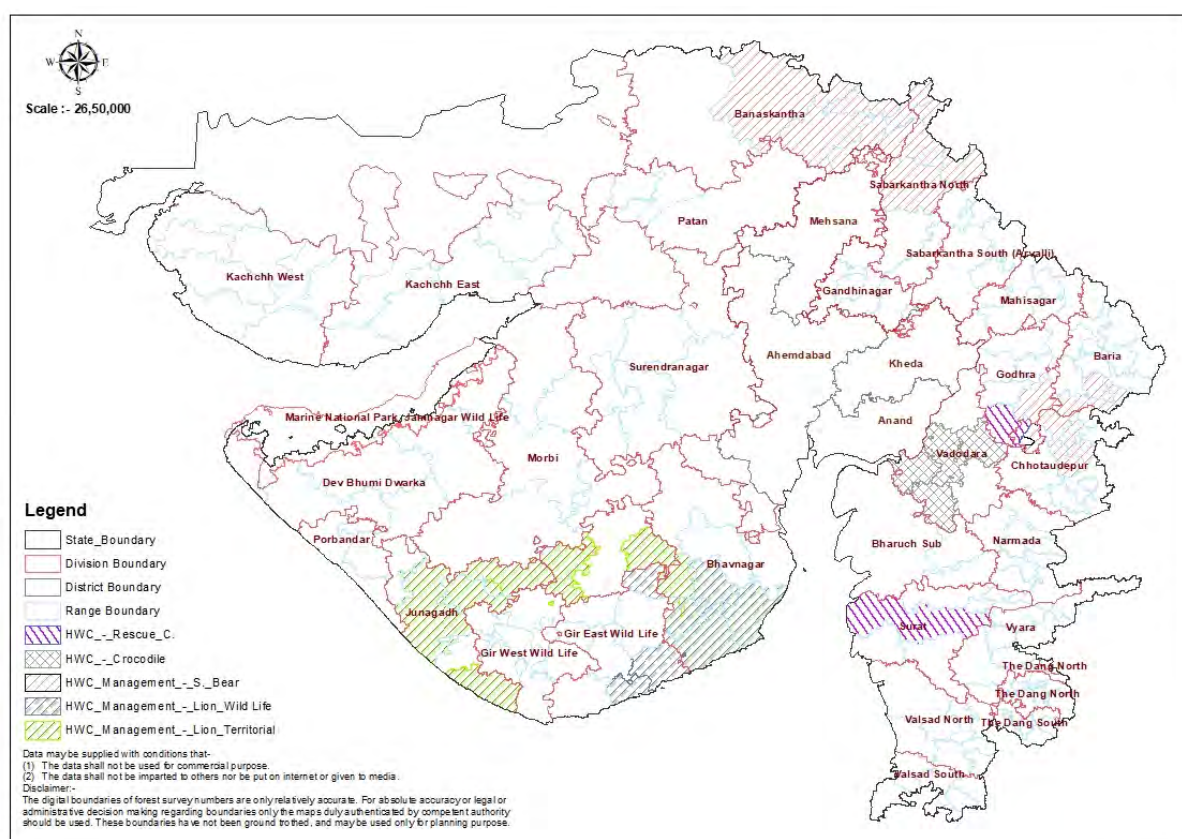 N
W E
S
Scale :- 26,50,000
Banaskantha
Sabarkantha North
Patan
Mehsana
Sabarkantha South (Arvalli)
Kachchh West
Kachchh East
Gandhinagar
Mahisagar
Ahemdabad
Kheda
Baria
Surendranagar
Godhra
Marine National Park, Jamnagar Wild Life
Anand
Vadodara
Morbi
Chhotaudepur
Dev Bhumi Dwarka
Porbandar
Bharuch Sub
Narmada
Bhavnagar
Junagadh
Surat
Vyara
Gir East Wild Life
Gir West Wild Life
The Dang North
The Dang North
Valsad North
The Dang South
Valsad South
Legend
State_Boundary
Division Boundary
District Boundary
Range Boundary
HWC_-_Rescue_C.
HWC_-_Crocodile
HWC_Management_-_S._Bear
HWC_Management_-_Lion_Wild Life
HWC_Management_-_Lion_Territorial
Data may be supplied with conditions that-
(1) The data shall not be used for commercial purpose.
(2) The data shall not be imparted to others nor be put on internet or given to media.
Disclaimer:-
The digital boundaries of forest survey numbers are only relatively accurate. For absolute accuracy or legal or
administrative decision making regarding boundaries only the maps duly authenticated by competent authority
should be used. These boundaries have not been ground trothed, and may be used only for planning purpose.